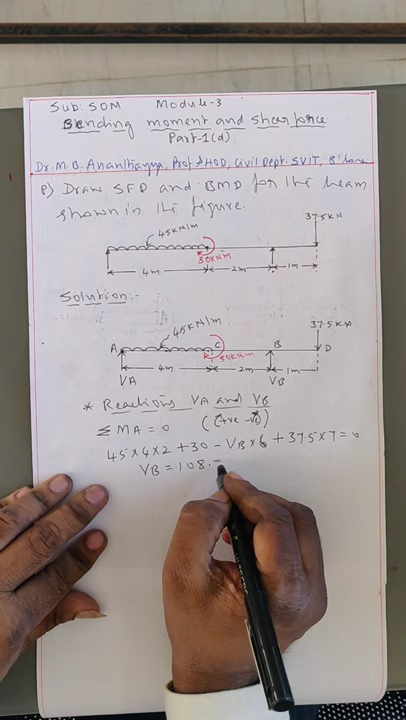 Sub: SOM Module-3
Bending moment and shear force
Part-1(d)
Dr. M. B. Ananthayya, Prof & HOD, Civil Dept. SVIT, B'lore
P) Draw SFD and BMD for the beam
shown in the figure.
37.5KN
45KN/m
30KNm
4m 2m 1m
Solution:-
45KN/m
37.5KN
A C B D
30KNm
4m 2m 1m
VA VB
* Reactions VA and VB
≤ MA = 0 (+ve -ve)
45×4×2 + 30 - VB×6 + 37.5×7 = 0
VB = 108.